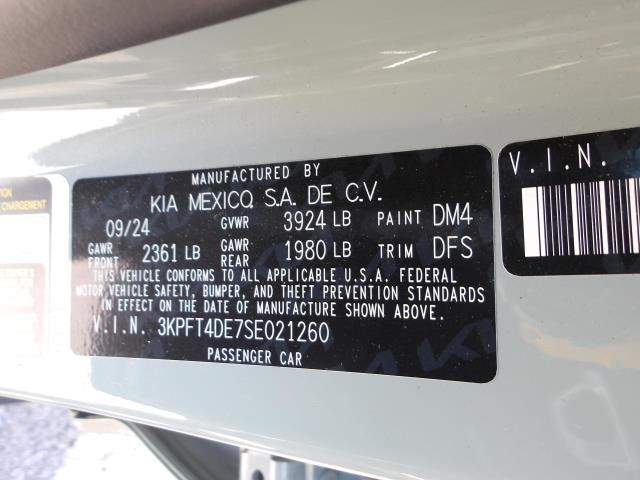 MANUFACTURED BY
KIA MEXICO, S.A. DE C.V.
09/24 GVWR 3924 LB PAINT DM4
GAWR FRONT 2361 LB GAWR REAR 1980 LB TRIM DFS
THIS VEHICLE CONFORMS TO ALL APPLICABLE U.S.A. FEDERAL
MOTOR VEHICLE SAFETY, BUMPER, AND THEFT PREVENTION STANDARDS
IN EFFECT ON THE DATE OF MANUFACTURE SHOWN ABOVE.
V.I.N. 3KPFT4DE7SE021260
PASSENGER CAR
V.I.N.
CHARGEMENT